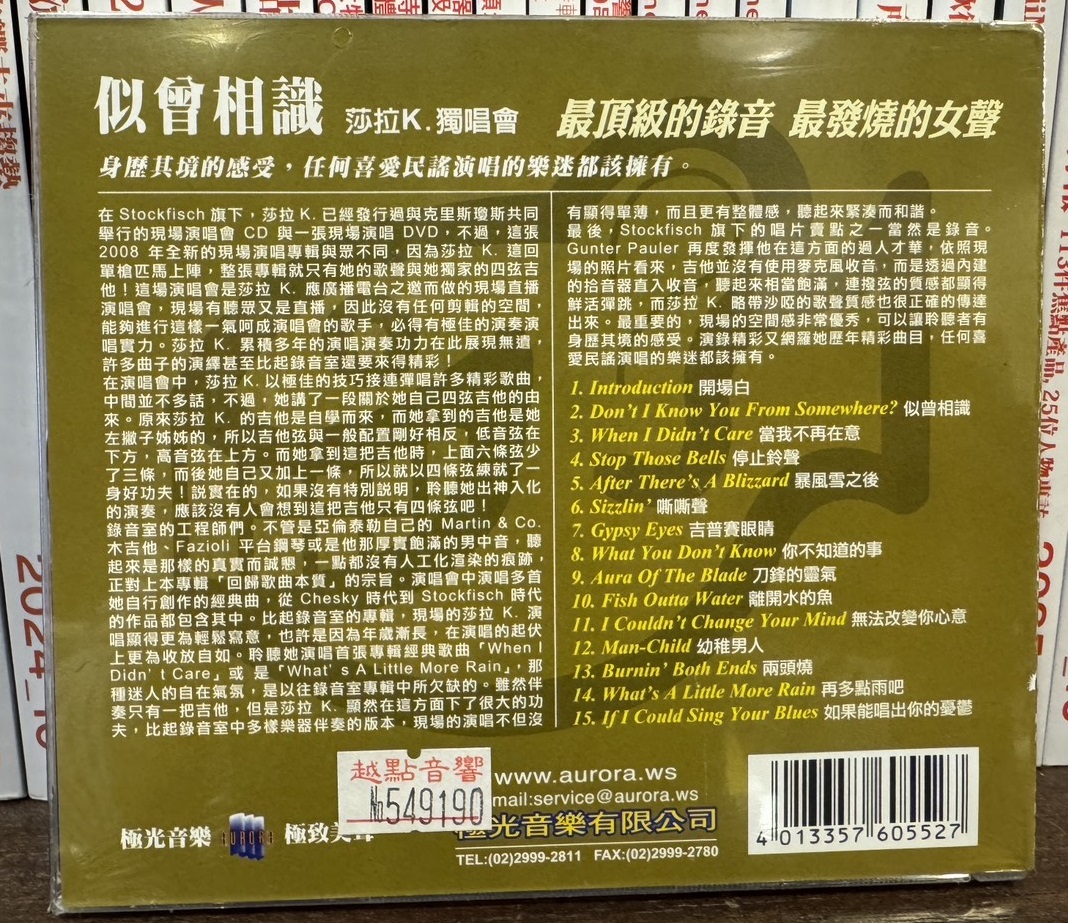 似曾相識 莎拉K.獨唱會 最頂級的錄音 最發燒的女聲
身歷其境的感受，任何喜愛民謠演唱的樂迷都該擁有。
在 Stockfisch 旗下，莎拉 K. 已經發行過與克里斯瓊斯共同
舉行的現場演唱會 CD 與一張現場演唱 DVD，不過，這張
2008 年全新的現場演唱專輯與眾不同，因為莎拉 K. 這回
單槍匹馬上陣，整張專輯就只有她的歌聲與她獨家的四弦吉
他！這場演唱會是莎拉 K. 應廣播電台之邀而做的現場直播
演唱會，現場有聽眾又是直播，因此沒有任何剪輯的空間，
能夠進行這樣一氣呵成演唱會的歌手，必得有極佳的演奏演
唱實力。莎拉 K. 累積多年的演唱演奏功力在此展現無遺，
許多曲子的演繹甚至比起錄音室還要來得精彩！
在演唱會中，莎拉 K. 以極佳的技巧接連彈唱許多精彩歌曲，
中間並不多話，不過，她講了一段關於她自己四弦吉他的由
來。原來莎拉 K. 的吉他是自學而來，而她拿到的吉他是她
左撇子姊姊的，所以吉他弦與一般配置剛好相反，低音弦在
下方，高音弦在上方。而她拿到這把吉他時，上面六條弦少
了三條，而後她自己又加上一條，所以就以四條弦練就了一
身好功夫！說實在的，如果沒有特別說明，聆聽她出神入化
的演奏，應該沒有人會想到這把吉他只有四條弦吧！
錄音室的工程師們。不管是亞倫泰勒自己的 Martin & Co.
木吉他、Fazioli 平台鋼琴或是他那厚實飽滿的男中音，聽
起來是那樣的真實而誠懇，一點都沒有人工化渲染的痕跡，
正對上本專輯「回歸歌曲本質」的宗旨。演唱會中演唱多首
她自行創作的經典曲，從 Chesky 時代到 Stockfisch 時代
的作品都包含其中。比起錄音室的專輯，現場的莎拉 K. 演
唱顯得更為輕鬆寫意，也許是因為年歲漸長，在演唱的起伏
上更為收放自如。聆聽她演唱首張專輯經典歌曲「When I
Didn't Care」或 是「What's A Little More Rain」，那
種迷人的自在氣氛，是以往錄音室專輯中所欠缺的。雖然伴
奏只有一把吉他，但是莎拉 K. 顯然在這方面下了很大的功
夫，比起錄音室中多樣樂器伴奏的版本，現場的演唱不但沒
有顯得單薄，而且更有整體感，聽起來緊湊而和諧。
最後，Stockfisch 旗下的唱片賣點之一當然是錄音。
Gunter Pauler 再度發揮他在這方面的過人才華，依照現
場的照片看來，吉他並沒有使用麥克風收音，而是透過內建
的拾音器直入收音，聽起來相當飽滿，連撥弦的質感都顯得
鮮活彈跳，而莎拉 K. 略帶沙啞的歌聲質感也很正確的傳達
出來。最重要的，現場的空間感非常優秀，可以讓聆聽者有
身歷其境的感受。演錄精彩又網羅她歷年精彩曲目，任何喜
愛民謠演唱的樂迷都該擁有。
1. Introduction 開場白
2. Don't I Know You From Somewhere? 似曾相識
3. When I Didn't Care 當我不再在意
4. Stop Those Bells 停止鈴聲
5. After There's A Blizzard 暴風雪之後
6. Sizzlin' 嘶嘶聲
7. Gypsy Eyes 吉普賽眼睛
8. What You Don't Know 你不知道的事
9. Aura Of The Blade 刀鋒的靈氣
10. Fish Outta Water 離開水的魚
11. I Couldn't Change Your Mind 無法改變你心意
12. Man-Child 幼稚男人
13. Burnin' Both Ends 兩頭燒
14. What's A Little More Rain 再多點雨吧
15. If I Could Sing Your Blues 如果能唱出你的憂鬱
越點音響
№549190
極光音樂 AURORA 極致美
www.aurora.ws
mail:service@aurora.ws
極光音樂有限公司
TEL:(02)2999-2811 FAX:(02)2999-2780
4 013357 605527